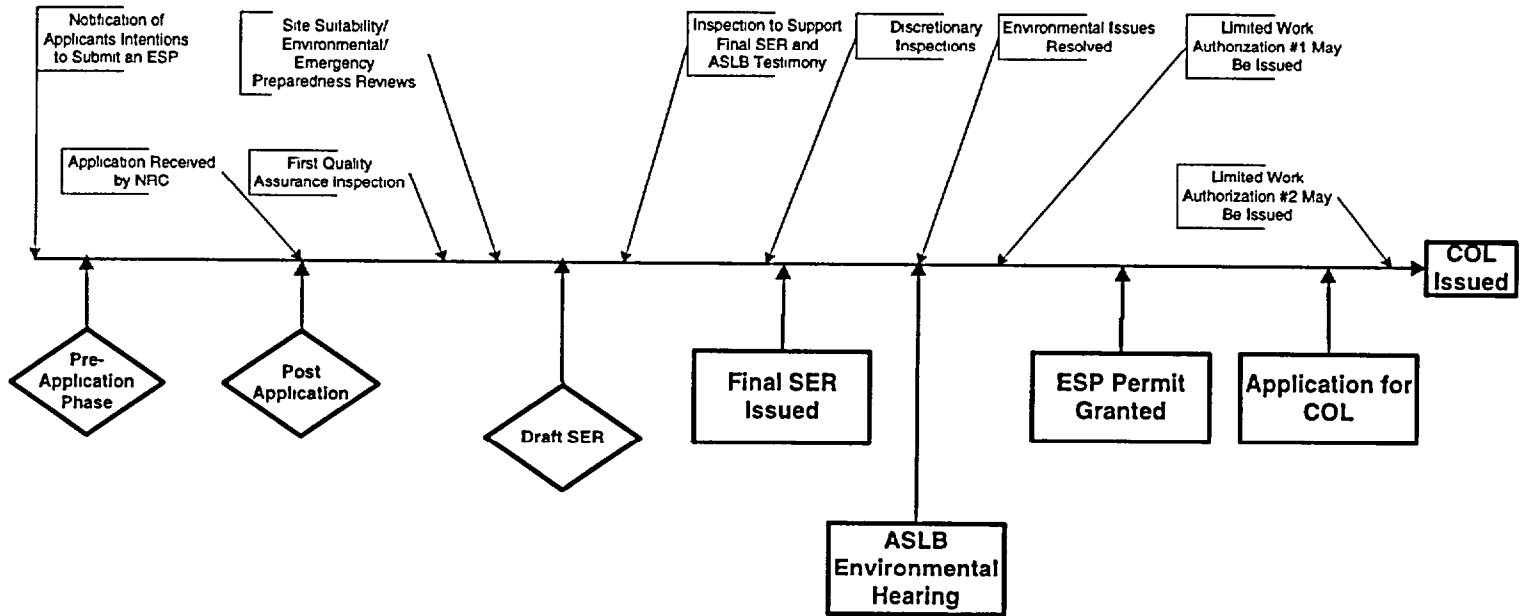 Notification of
Applicants Intentions
to Submit an ESP
Site Suitability/
Environmental/
Emergency
Preparedness Reviews
Inspection to Support
Final SER and
ASLB Testimony
Discretionary
Inspections
Environmental Issues
Resolved
Limited Work
Authorization #1 May
Be Issued
Application Received
by NRC
First Quality
Assurance Inspection
Limited Work
Authorization #2 May
Be Issued
COL
Issued
Pre-
Application
Phase
Post
Application
Draft SER
Final SER
Issued
ESP Permit
Granted
Application for
COL
ASLB
Environmental
Hearing